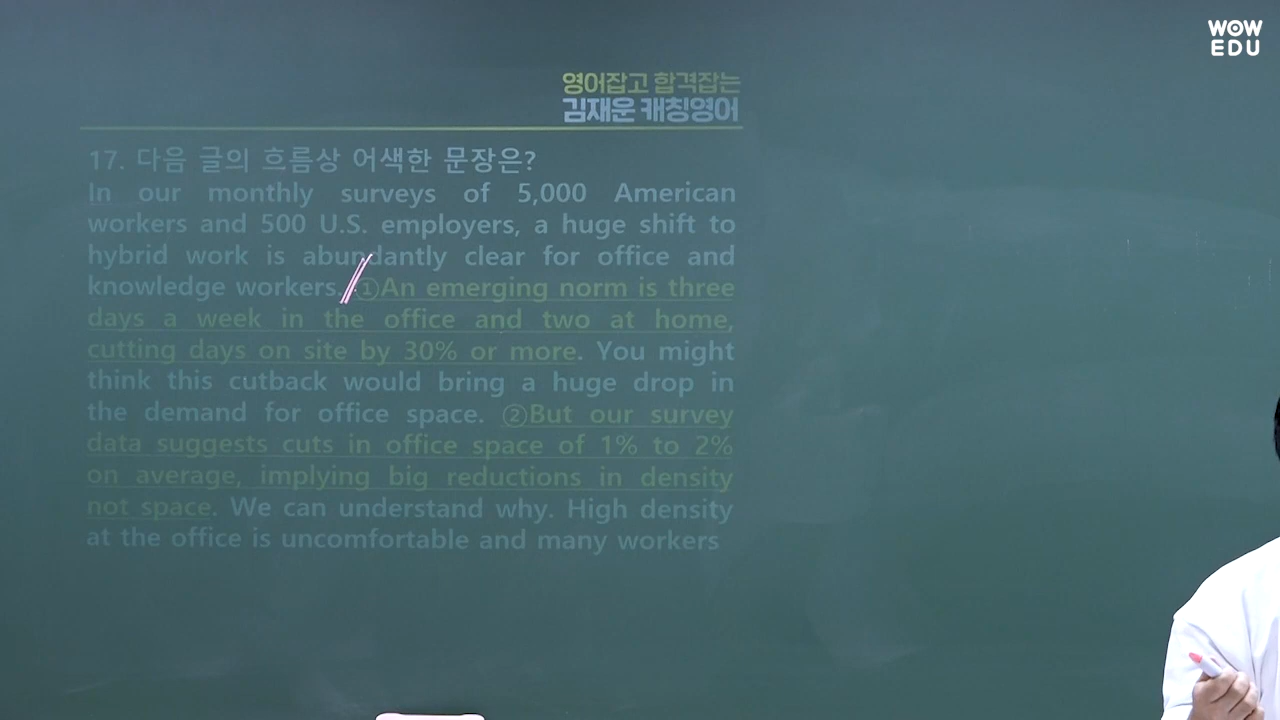 WOW
EDU
영어잡고 합격잡는
김재운 캐칭영어
17. 다음 글의 흐름상 어색한 문장은?
In our monthly surveys of 5,000 American
workers and 500 U.S. employers, a huge shift to
hybrid work is abundantly clear for office and
knowledge workers. ①An emerging norm is three
days a week in the office and two at home,
cutting days on site by 30% or more. You might
think this cutback would bring a huge drop in
the demand for office space. ②But our survey
data suggests cuts in office space of 1% to 2%
on average, implying big reductions in density
not space. We can understand why. High density
at the office is uncomfortable and many workers